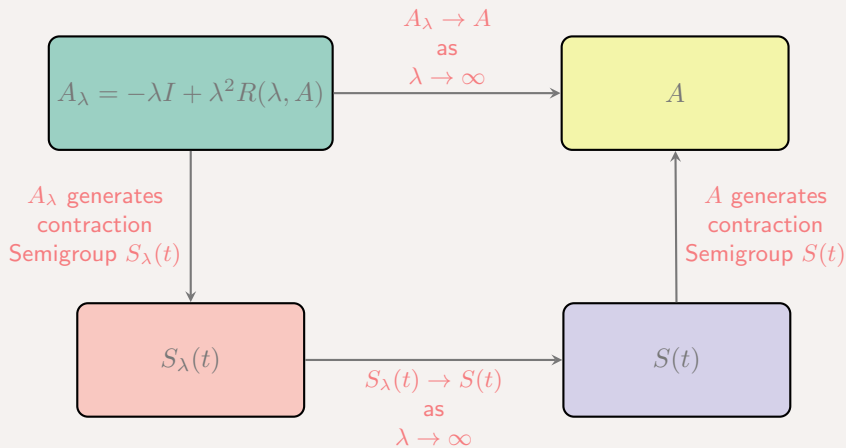 A_λ → A
as
λ → ∞
A_λ = −λI + λ²R(λ, A)
A
A_λ generates
contraction
Semigroup S_λ(t)
A generates
contraction
Semigroup S(t)
S_λ(t)
S(t)
S_λ(t) → S(t)
as
λ → ∞